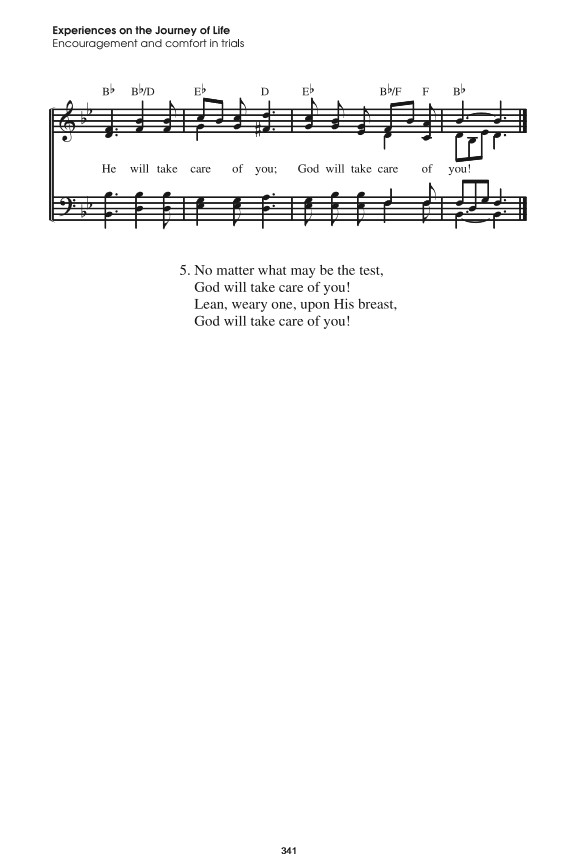 Experiences on the Journey of Life
Encouragement and comfort in trials
B♭ B♭/D E♭ D E♭ B♭/F F B♭
He will take care of you; God will take care of you!
5. No matter what may be the test,
God will take care of you!
Lean, weary one, upon His breast,
God will take care of you!
341